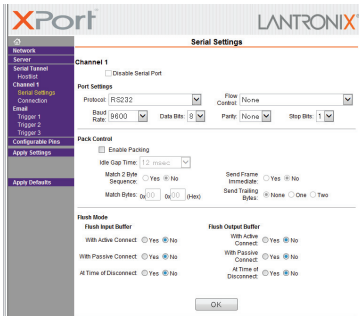 XPort® LANTRONIX
Network
Server
Serial Tunnel
Hostlist
Channel 1
Serial Settings
Connection
Email
Trigger 1
Trigger 2
Trigger 3
Configurable Pins
Apply Settings
Apply Defaults
Serial Settings
Channel 1
Disable Serial Port
Port Settings
Protocol: RS232 Flow Control: None
Baud Rate: 9600 Data Bits: 8 Parity: None Stop Bits: 1
Pack Control
Enable Packing
Idle Gap Time: 12 msec
Match 2 Byte Sequence: Yes No Send Frame Immediate: Yes No
Match Bytes: 0x00 0x00 (Hex) Send Trailing Bytes: None One Two
Flush Mode
Flush Input Buffer Flush Output Buffer
With Active Connect: Yes No With Active Connect: Yes No
With Passive Connect: Yes No With Passive Connect: Yes No
At Time of Disconnect: Yes No At Time of Disconnect: Yes No
OK